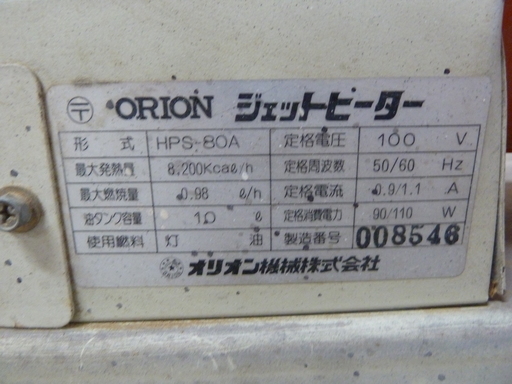 〒 ORION ジェットヒーター
形式 HPS-80A 定格電圧 100 V
最大発熱量 8,200Kcaℓ/h 定格周波数 50/60 Hz
最大燃焼量 0.98 ℓ/h 定格電流 0.9/1.1 A
油タンク容量 10 ℓ 定格消費電力 90/110 W
使用燃料 灯油 製造番号 008546
オリオン機械株式会社